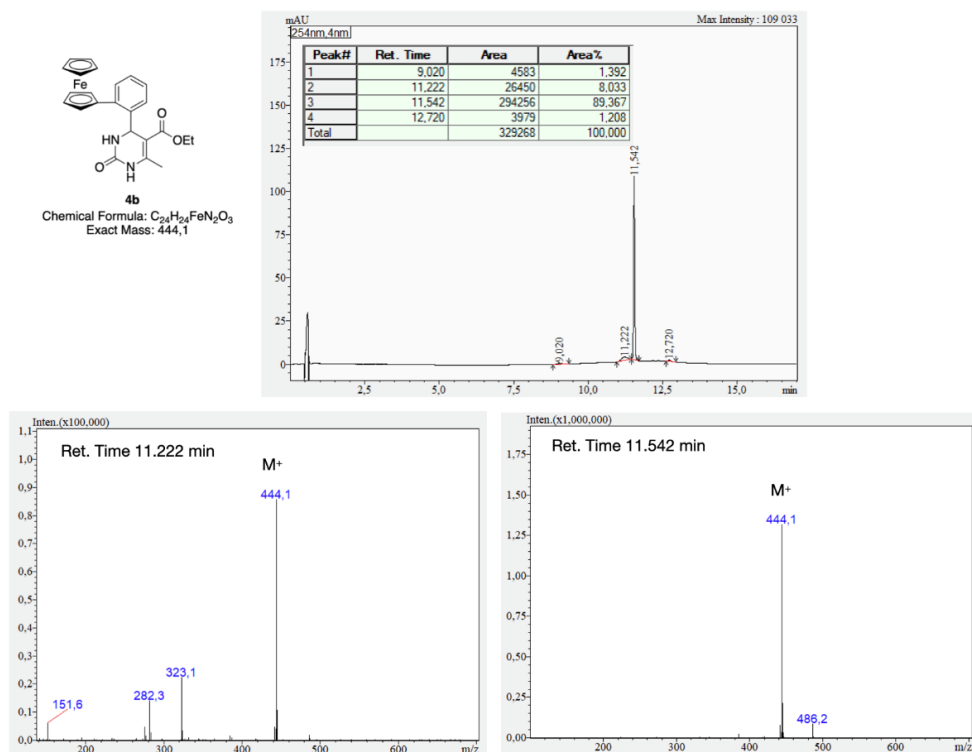 mAU
Max Intensity : 109 033
254nm,4nm
Peak# Ret. Time Area Area%
1 9,020 4583 1,392
2 11,222 26450 8,033
3 11,542 294256 89,367
4 12,720 3979 1,208
Total 329268 100,000
175
150
125
100
75
50
25
0
9,020
11,222
11,542
12,720
2,5 5,0 7,5 10,0 12,5 15,0 min
Fe
HN
O
N
H
O
OEt
4b
Chemical Formula: C₂₄H₂₄FeN₂O₃
Exact Mass: 444,1
Inten.(x100,000)
Ret. Time 11.222 min
M+
444,1
323,1
282,3
151,6
1,1
1,0
0,9
0,8
0,7
0,6
0,5
0,4
0,3
0,2
0,1
0,0
200 300 400 500 600 m/z
Inten.(x1,000,000)
Ret. Time 11.542 min
M+
444,1
486,2
1,75
1,50
1,25
1,00
0,75
0,50
0,25
0,00
200 300 400 500 600 m/z